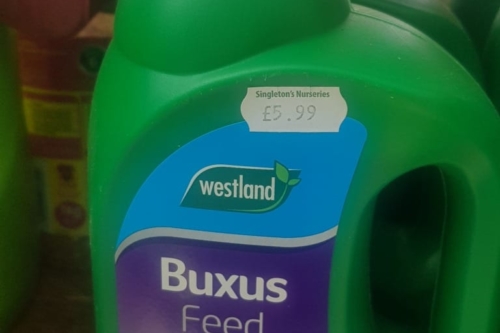 Singleton's Nurseries
£5.99
westland
Buxus
Feed